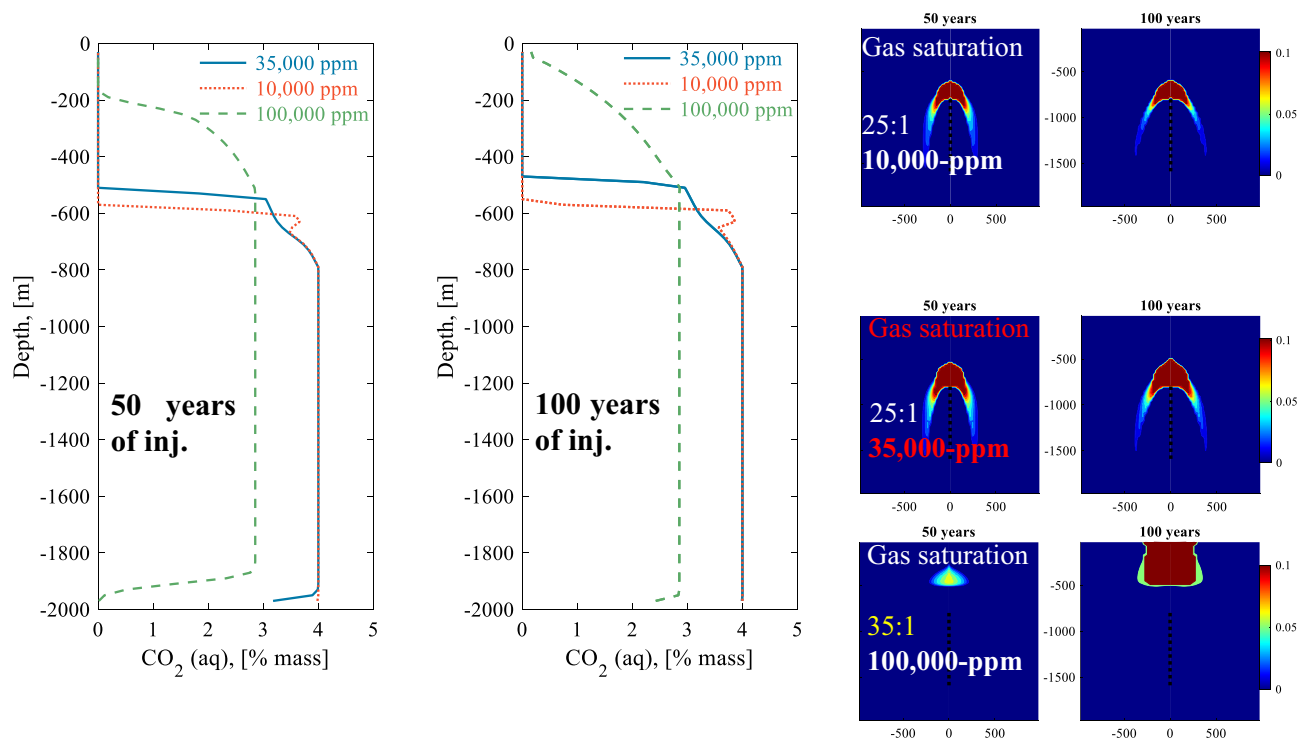 0
-200
-400
-600
-800
-1000
-1200
-1400
-1600
-1800
-2000
Depth, [m]
35,000 ppm
10,000 ppm
100,000 ppm
50 years
of inj.
0 1 2 3 4 5
CO2 (aq), [% mass]
0
-200
-400
-600
-800
-1000
-1200
-1400
-1600
-1800
-2000
Depth, [m]
35,000 ppm
10,000 ppm
100,000 ppm
100 years
of inj.
0 1 2 3 4 5
CO2 (aq), [% mass]
50 years
Gas saturation
25:1
10,000-ppm
-500 0 500
100 years
-500
-1000
-1500
-500 0 500
0.1
0.05
0
50 years
Gas saturation
25:1
35,000-ppm
-500 0 500
100 years
-500
-1000
-1500
-500 0 500
0.1
0.05
0
50 years
Gas saturation
35:1
100,000-ppm
-500 0 500
100 years
-500
-1000
-1500
-500 0 500
0.1
0.05
0